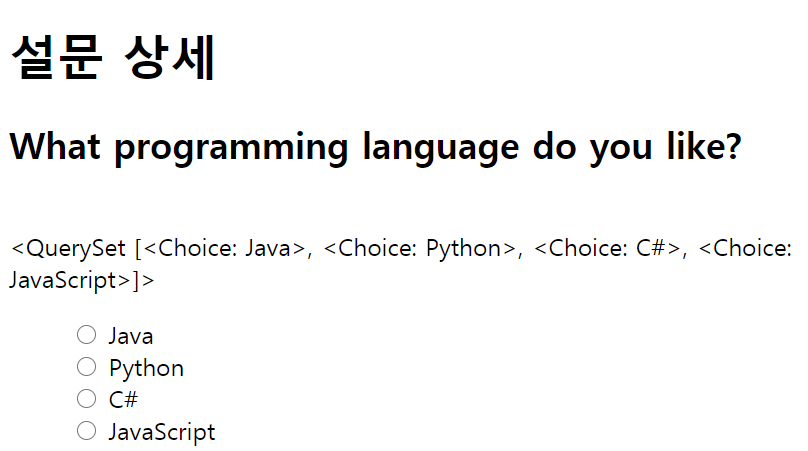 설문 상세
What programming language do you like?
<QuerySet [<Choice: Java>, <Choice: Python>, <Choice: C#>, <Choice:
JavaScript>]>
Java
Python
C#
JavaScript